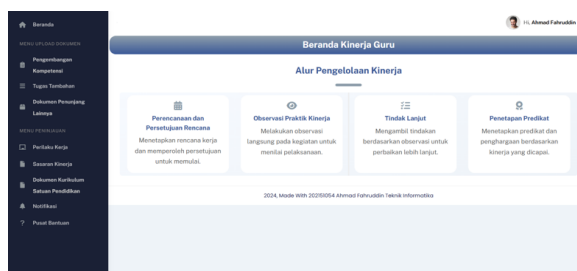 Beranda
Hi, Ahmad Fahruddin
MENU UPLOAD DOKUMEN
Pengembangan
Kompetensi
Tugas Tambahan
Dokumen Penunjang
Lainnya
MENU PENINJAUAN
Perilaku Kerja
Sasaran Kinerja
Dokumen Kurikulum
Satuan Pendidikan
Notifikasi
Pusat Bantuan
Beranda Kinerja Guru
Alur Pengelolaan Kinerja
Perencanaan dan
Persetujuan Rencana
Menetapkan rencana kerja
dan memperoleh persetujuan
untuk memulai.
Observasi Praktik Kinerja
Melakukan observasi
langsung pada kegiatan untuk
menilai pelaksanaan.
Tindak Lanjut
Mengambil tindakan
berdasarkan observasi untuk
perbaikan lebih lanjut.
Penetapan Predikat
Menetapkan predikat dan
penghargaan berdasarkan
kinerja yang dicapai.
2024, Made With 202151054 Ahmad Fahruddin Teknik Informatika